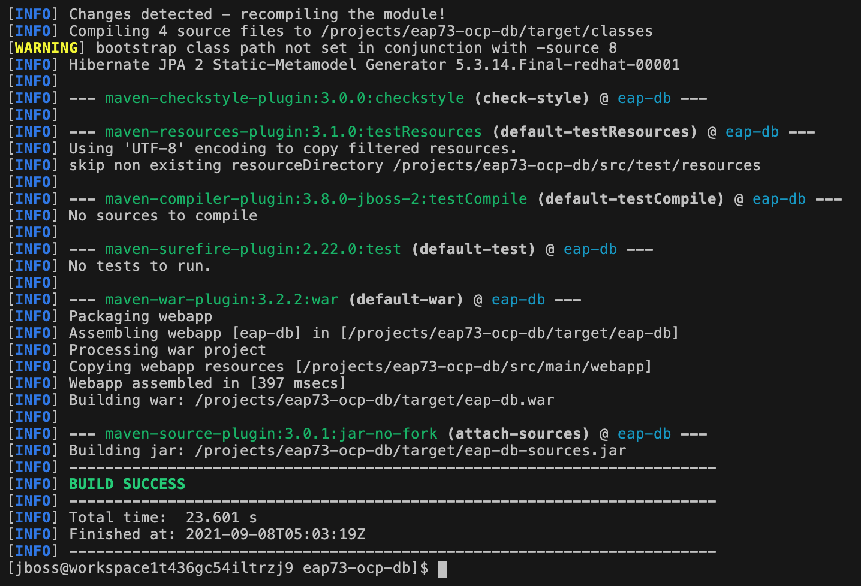 [INFO] Changes detected - recompiling the module!
[INFO] Compiling 4 source files to /projects/eap73-ocp-db/target/classes
[WARNING] bootstrap class path not set in conjunction with -source 8
[INFO] Hibernate JPA 2 Static-Metamodel Generator 5.3.14.Final-redhat-00001
[INFO]
[INFO] --- maven-checkstyle-plugin:3.0.0:checkstyle (check-style) @ eap-db ---
[INFO]
[INFO] --- maven-resources-plugin:3.1.0:testResources (default-testResources) @ eap-db ---
[INFO] Using 'UTF-8' encoding to copy filtered resources.
[INFO] skip non existing resourceDirectory /projects/eap73-ocp-db/src/test/resources
[INFO]
[INFO] --- maven-compiler-plugin:3.8.0-jboss-2:testCompile (default-testCompile) @ eap-db ---
[INFO] No sources to compile
[INFO]
[INFO] --- maven-surefire-plugin:2.22.0:test (default-test) @ eap-db ---
[INFO] No tests to run.
[INFO]
[INFO] --- maven-war-plugin:3.2.2:war (default-war) @ eap-db ---
[INFO] Packaging webapp
[INFO] Assembling webapp [eap-db] in [/projects/eap73-ocp-db/target/eap-db]
[INFO] Processing war project
[INFO] Copying webapp resources [/projects/eap73-ocp-db/src/main/webapp]
[INFO] Webapp assembled in [397 msecs]
[INFO] Building war: /projects/eap73-ocp-db/target/eap-db.war
[INFO]
[INFO] --- maven-source-plugin:3.0.1:jar-no-fork (attach-sources) @ eap-db ---
[INFO] Building jar: /projects/eap73-ocp-db/target/eap-db-sources.jar
[INFO] ------------------------------------------------------------------------
[INFO] BUILD SUCCESS
[INFO] ------------------------------------------------------------------------
[INFO] Total time:  23.601 s
[INFO] Finished at: 2021-09-08T05:03:19Z
[INFO] ------------------------------------------------------------------------
[jboss@workspace1t436gc54iltrzj9 eap73-ocp-db]$